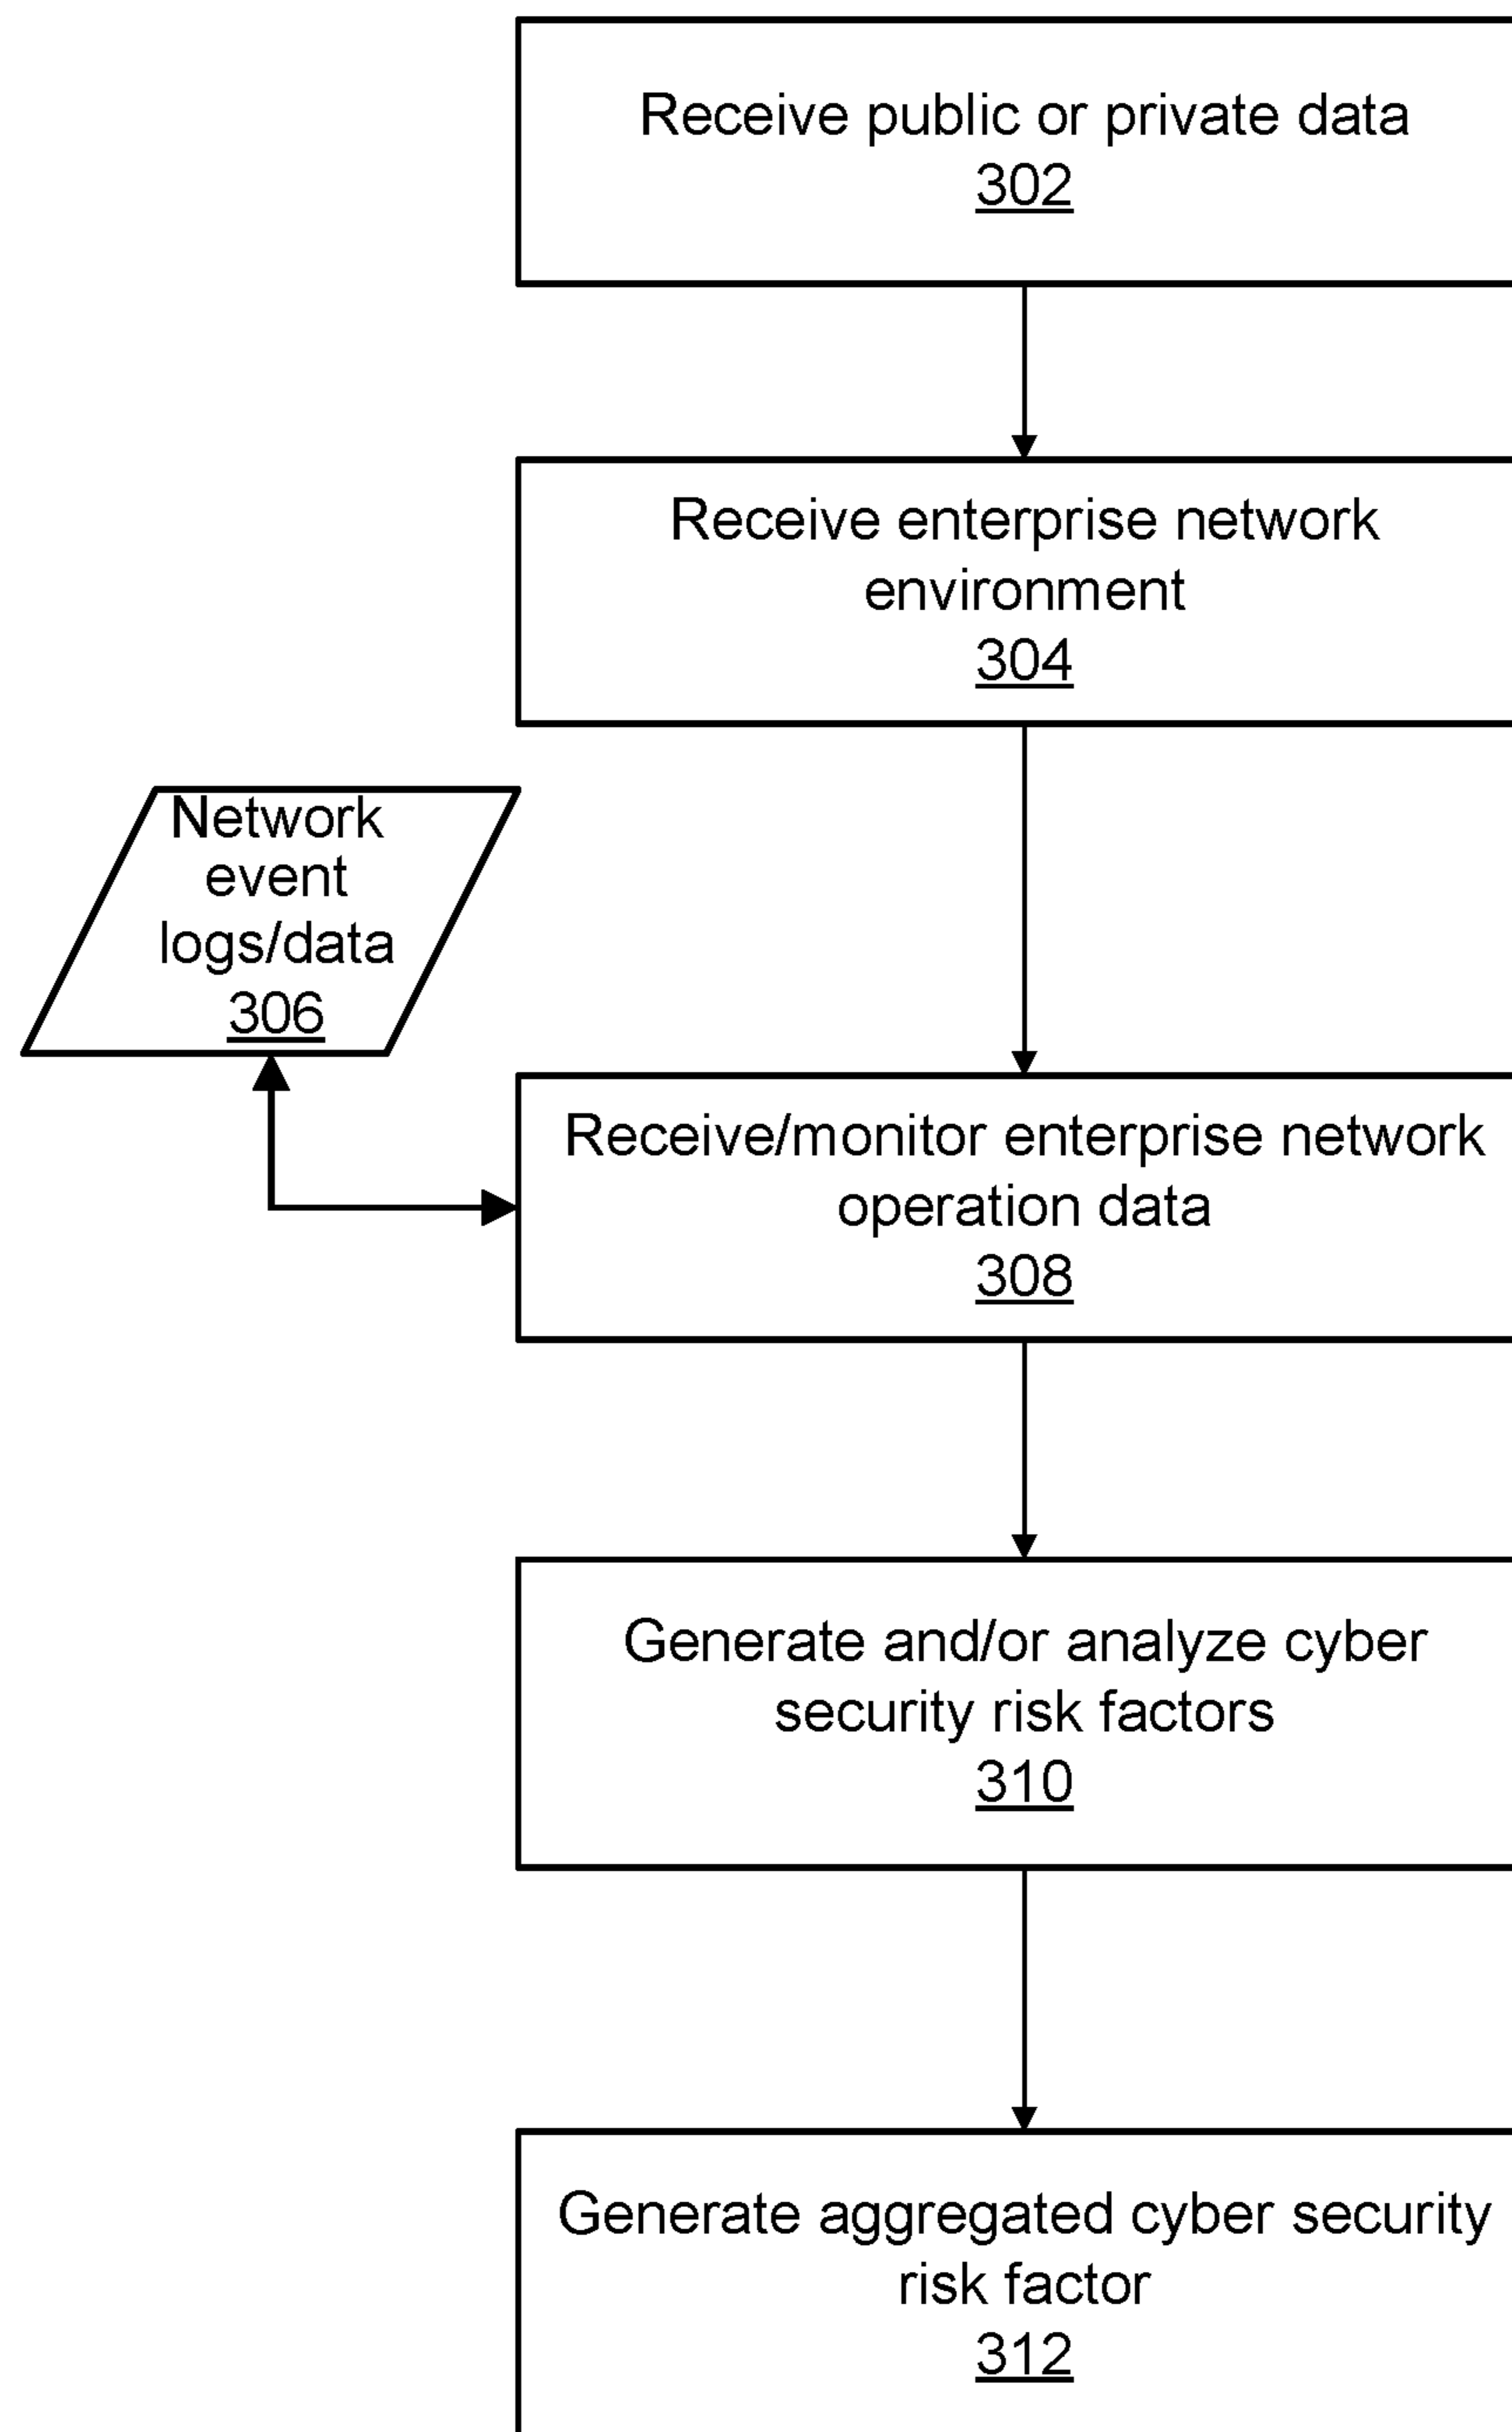 Receive public or private data
302
Receive enterprise network
environment
304
Network
event
logs/data
306
Receive/monitor enterprise network
operation data
308
Generate and/or analyze cyber
security risk factors
310
Generate aggregated cyber security
risk factor
312